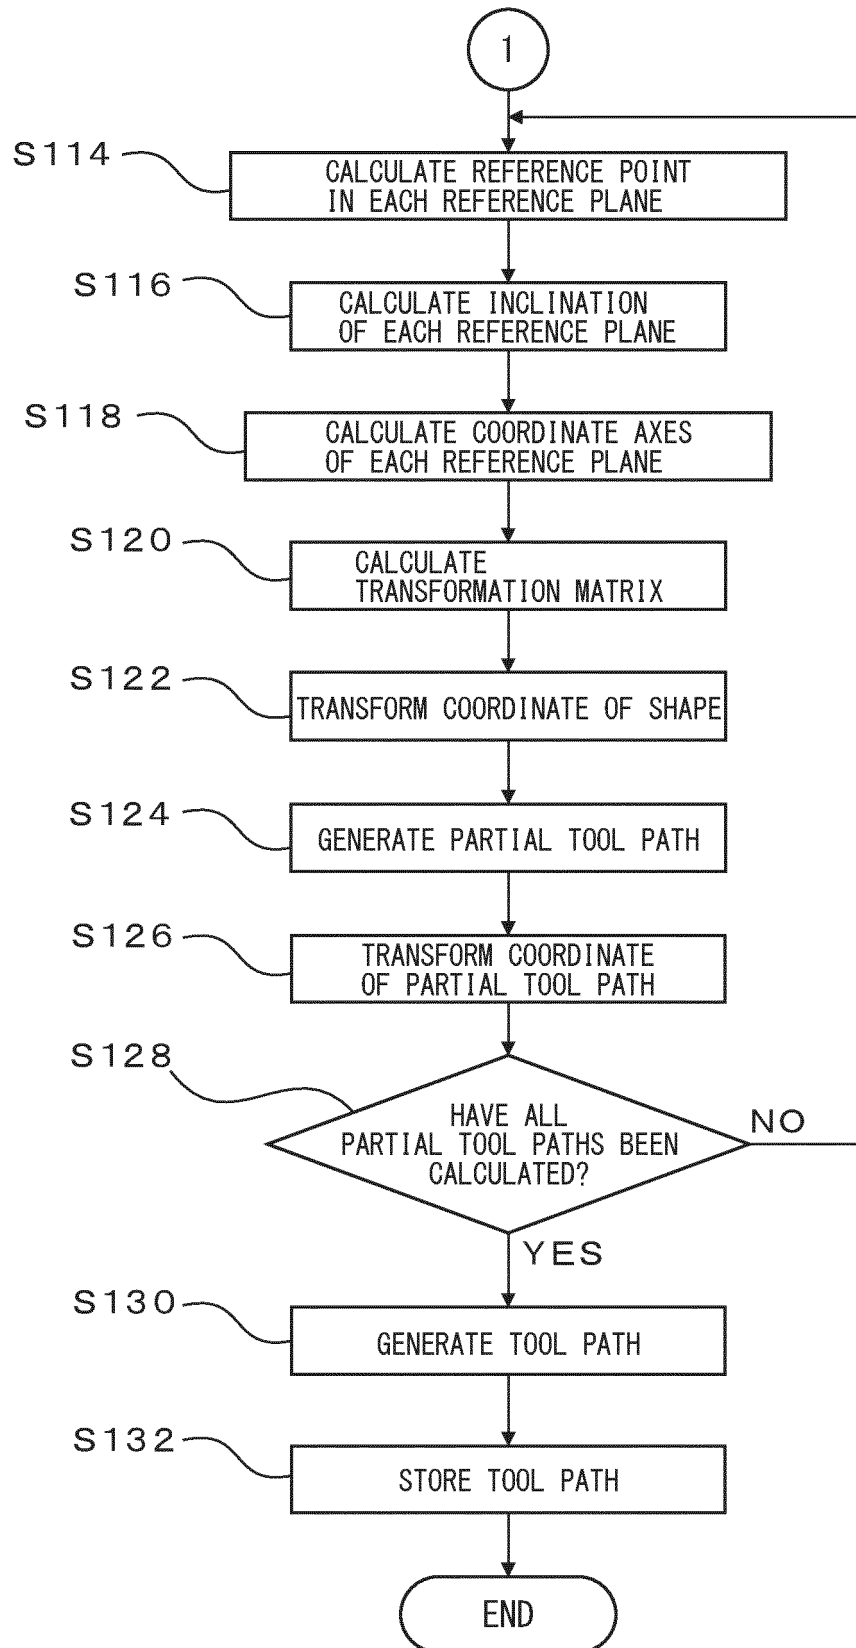 1
S114
CALCULATE REFERENCE POINT
IN EACH REFERENCE PLANE
S116
CALCULATE INCLINATION
OF EACH REFERENCE PLANE
S118
CALCULATE COORDINATE AXES
OF EACH REFERENCE PLANE
S120
CALCULATE
TRANSFORMATION MATRIX
S122
TRANSFORM COORDINATE OF SHAPE
S124
GENERATE PARTIAL TOOL PATH
S126
TRANSFORM COORDINATE
OF PARTIAL TOOL PATH
S128
HAVE ALL
PARTIAL TOOL PATHS BEEN
CALCULATED?
NO
YES
S130
GENERATE TOOL PATH
S132
STORE TOOL PATH
END